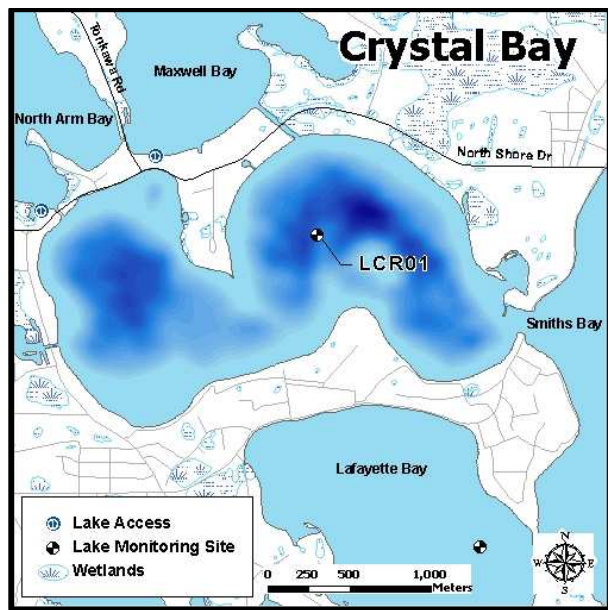 Crystal Bay
Tonkawa Rd
Maxwell Bay
North Arm Bay
North Shore Dr
LCR01
Smiths Bay
Lafayette Bay
Lake Access
Lake Monitoring Site
Wetlands
0 250 500 1,000
Meters
N
W E
S